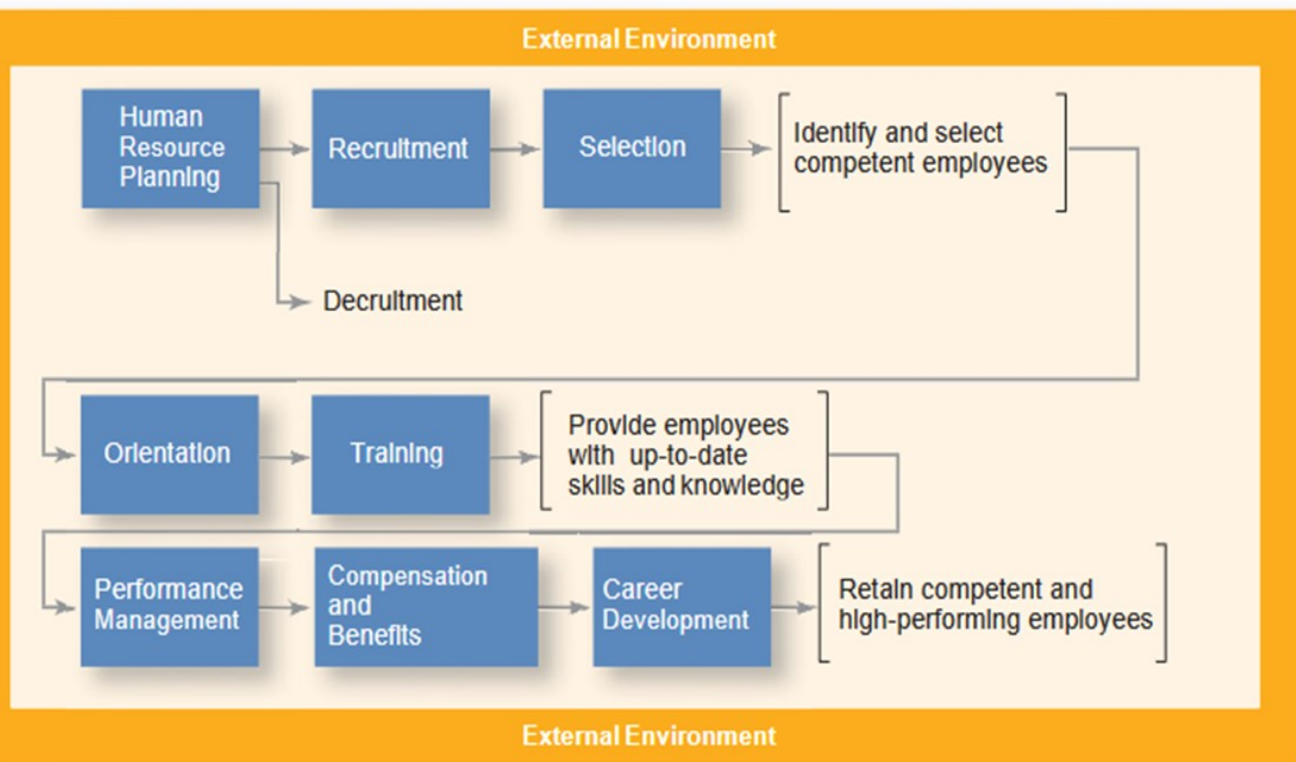 External Environment
Human
Resource
Planning
Recruitment
Selection
Identify and select
competent employees
Decruitment
Orientation
Training
Provide employees
with up-to-date
skills and knowledge
Performance
Management
Compensation
and
Benefits
Career
Development
Retain competent and
high-performing employees
External Environment